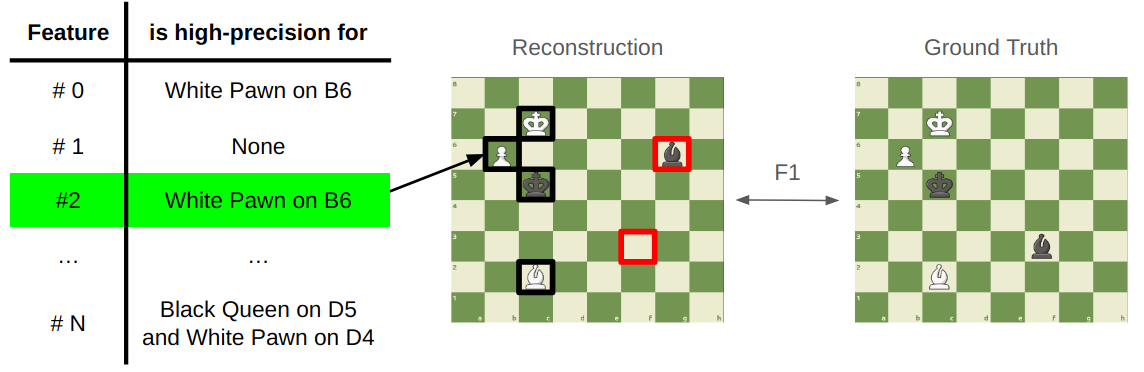 Feature is high-precision for
# 0 White Pawn on B6
# 1 None
#2 White Pawn on B6
... ...
# N Black Queen on D5
and White Pawn on D4
Reconstruction
8
7
6
5
4
3
2
1
a b c d e f g h
F1
Ground Truth
8
7
6
5
4
3
2
1
a b c d e f g h